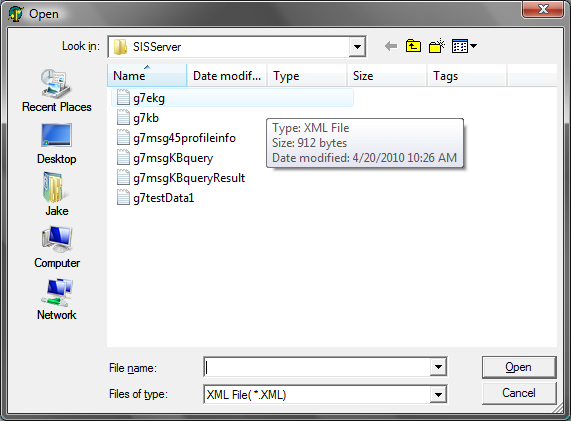 Open
Look in: SISServer
Name Date modif... Type Size Tags
Recent Places
Desktop
Jake
Computer
Network
g7ekg
g7kb
g7msg45profileinfo
g7msgKBquery
g7msgKBqueryResult
g7testData1
Type: XML File
Size: 912 bytes
Date modified: 4/20/2010 10:26 AM
File name:
Open
Files of type: XML File( *.XML)
Cancel